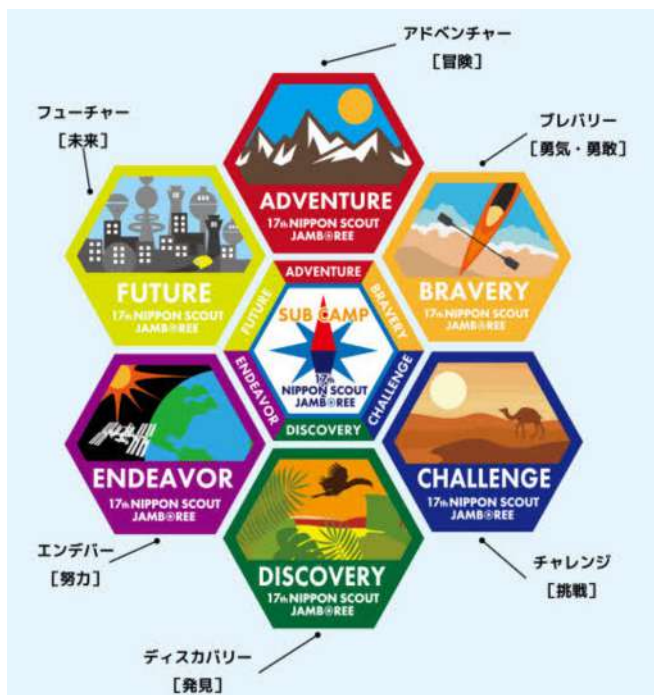 アドベンチャー
［冒険］
フューチャー
［未来］
ブレバリー
［勇気・勇敢］
ADVENTURE
17th NIPPON SCOUT
JAMBOREE
FUTURE
17th NIPPON SCOUT
JAMBOREE
BRAVERY
17th NIPPON SCOUT
JAMBOREE
ADVENTURE
FUTURE
BRAVERY
SUB CAMP
17th
NIPPON SCOUT
JAMBOREE
ENDEAVOR
CHALLENGE
DISCOVERY
ENDEAVOR
17th NIPPON SCOUT
JAMBOREE
CHALLENGE
17th NIPPON SCOUT
JAMBOREE
DISCOVERY
17th NIPPON SCOUT
JAMBOREE
エンデバー
［努力］
チャレンジ
［挑戦］
ディスカバリー
［発見］